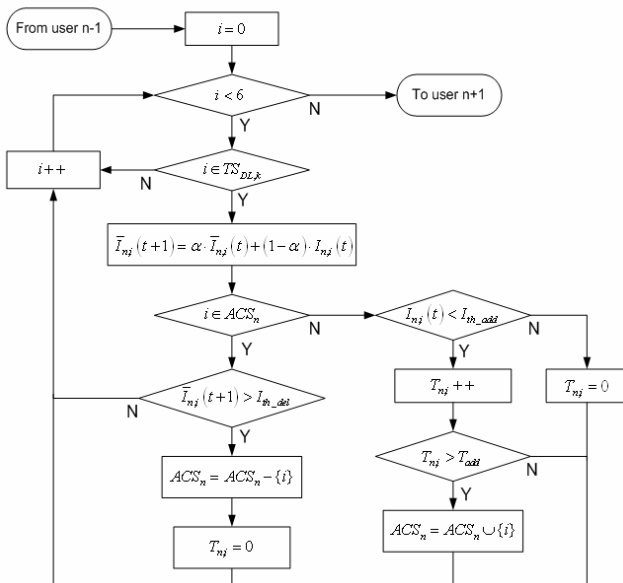 From user n-1
i=0
i<6
N
To user n+1
Y
i++
N
i∈TS_{DL,k}
Y
Ī_{n,i}(t+1)=α·Ī_{n,i}(t)+(1−α)·I_{n,i}(t)
i∈ACS_n
N
I_{n,i}(t)<I_{th_add}
N
Y
Y
N
Ī_{n,i}(t+1)>I_{th_del}
T_{n,i}++
T_{n,i}=0
Y
T_{n,i}>T_{add}
N
ACS_n=ACS_n−{i}
Y
T_{n,i}=0
ACS_n=ACS_n∪{i}